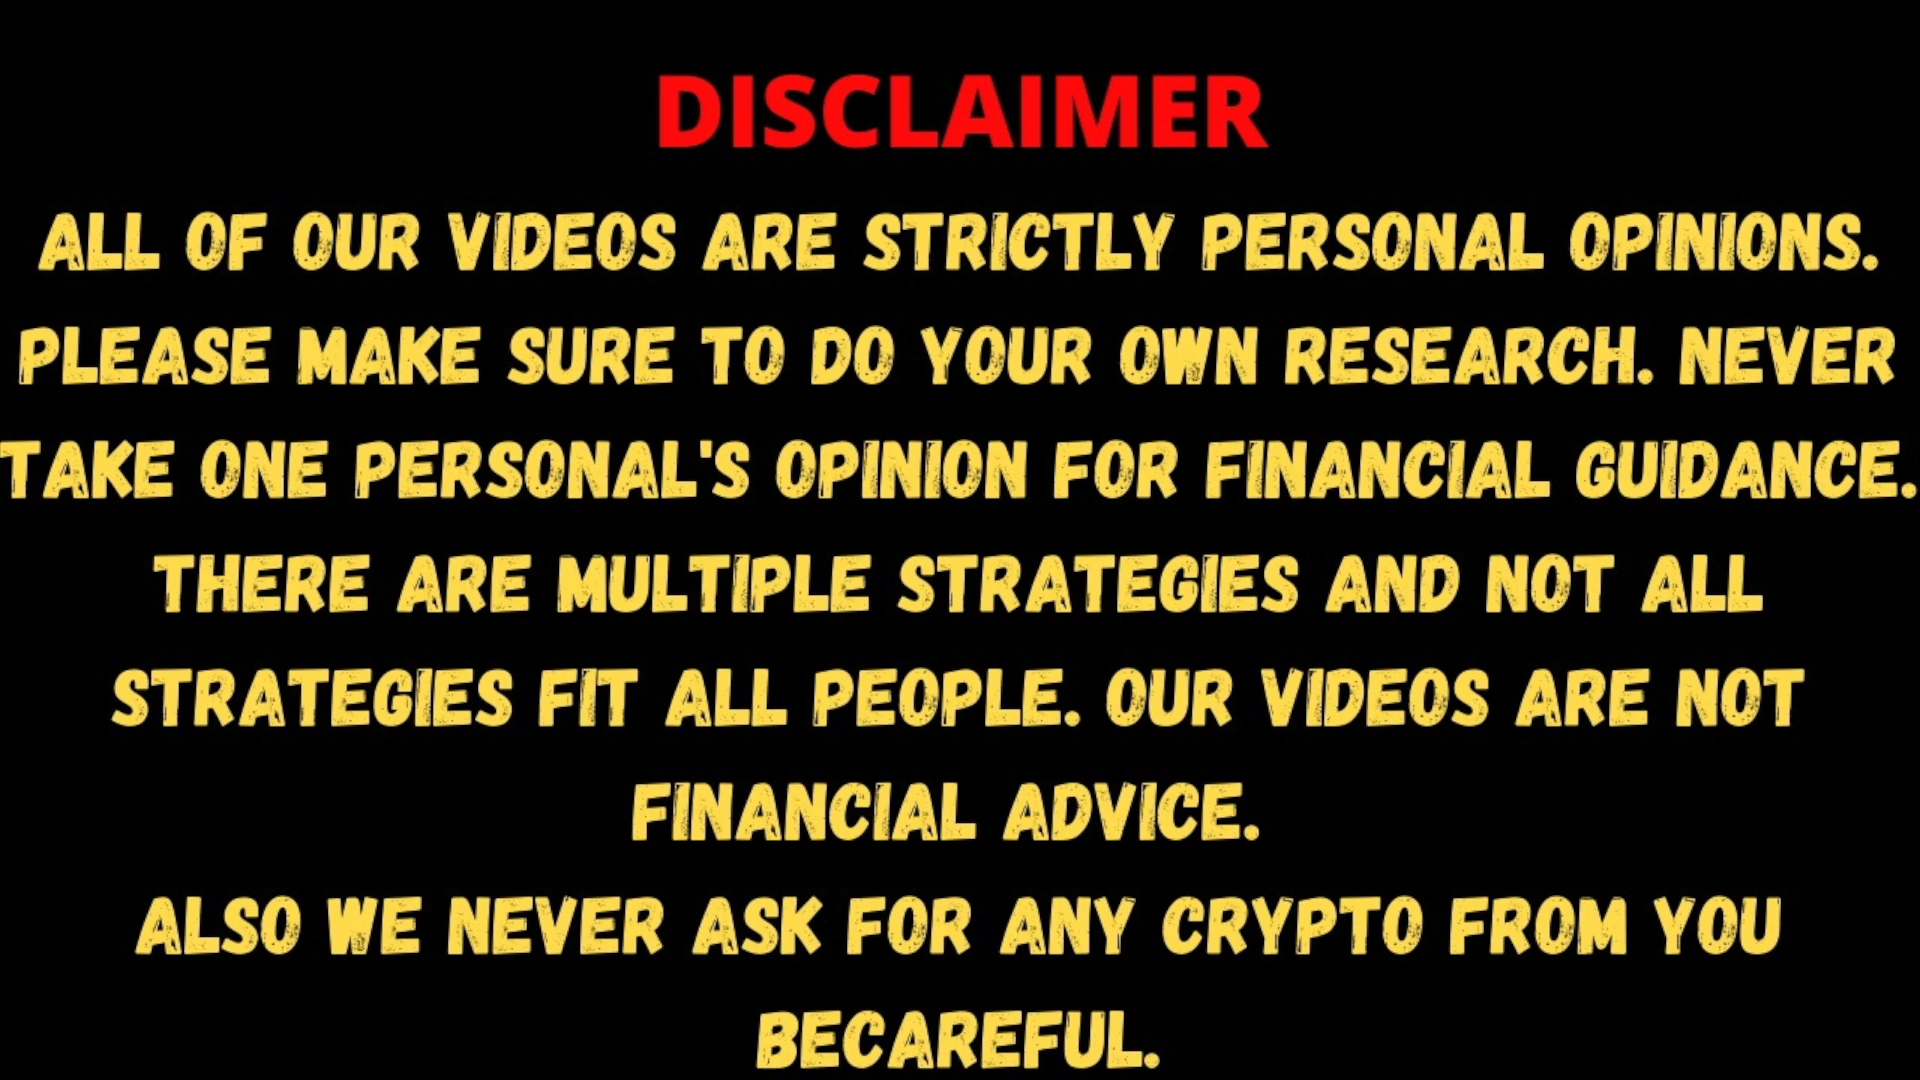 DISCLAIMER
ALL OF OUR VIDEOS ARE STRICTLY PERSONAL OPINIONS.
PLEASE MAKE SURE TO DO YOUR OWN RESEARCH. NEVER
TAKE ONE PERSONAL'S OPINION FOR FINANCIAL GUIDANCE.
THERE ARE MULTIPLE STRATEGIES AND NOT ALL
STRATEGIES FIT ALL PEOPLE. OUR VIDEOS ARE NOT
FINANCIAL ADVICE.
ALSO WE NEVER ASK FOR ANY CRYPTO FROM YOU
BECAREFUL.